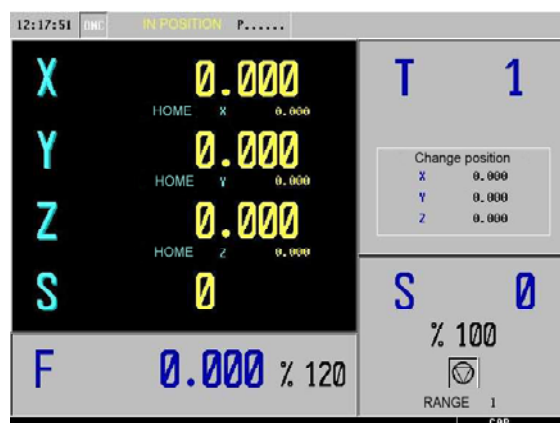 12:17:51 DNC IN POSITION P......
X 0.000
HOME X 0.000
Y 0.000
HOME Y 0.000
Z 0.000
HOME Z 0.000
S 0
F 0.000 % 120
T 1
Change position
X 0.000
Y 0.000
Z 0.000
S 0
% 100
RANGE 1
CAP